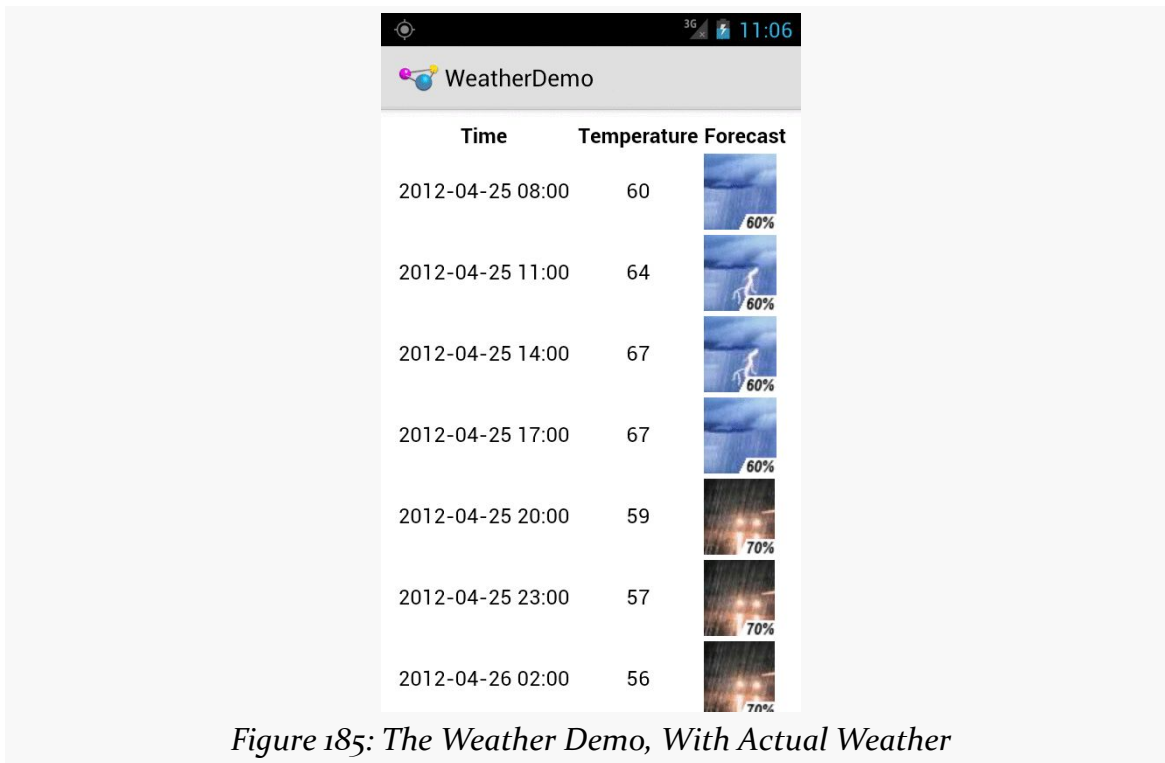 3G 11:06
WeatherDemo
Time Temperature Forecast
2012-04-25 08:00 60 60%
2012-04-25 11:00 64 60%
2012-04-25 14:00 67 60%
2012-04-25 17:00 67 60%
2012-04-25 20:00 59 70%
2012-04-25 23:00 57 70%
2012-04-26 02:00 56 70%
Figure 185: The Weather Demo, With Actual Weather